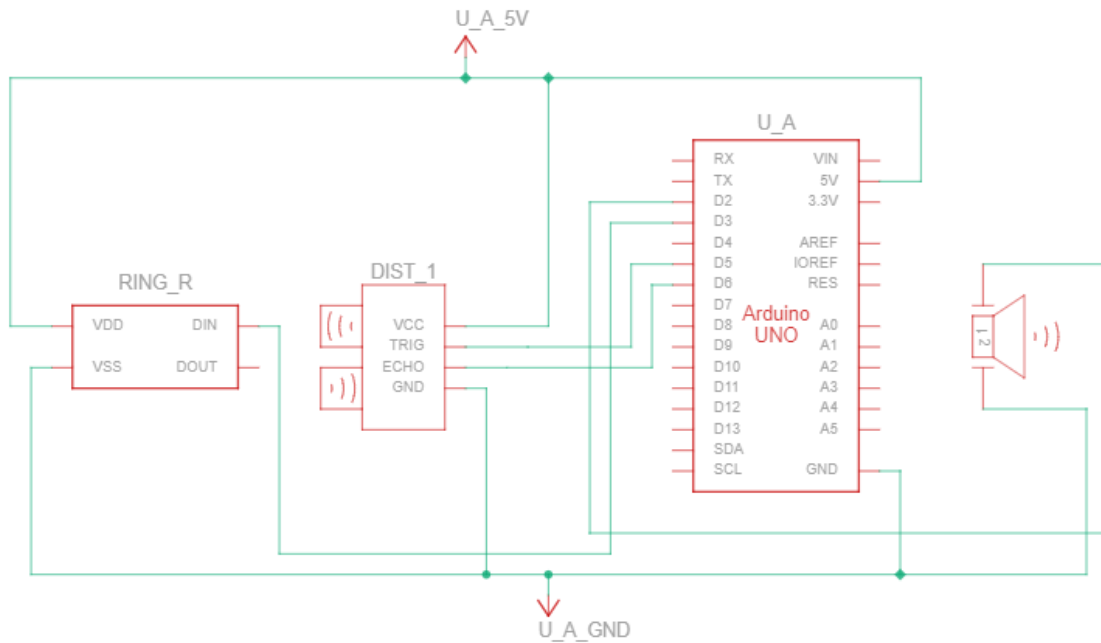 U_A_5V
U_A
RX
VIN
TX
5V
D2
3.3V
D3
D4
AREF
D5
IOREF
D6
RES
D7
Arduino
UNO
D8
A0
D9
A1
D10
A2
D11
A3
D12
A4
D13
A5
SDA
SCL
GND
RING_R
VDD
DIN
VSS
DOUT
DIST_1
VCC
TRIG
ECHO
GND
1 2
U_A_GND